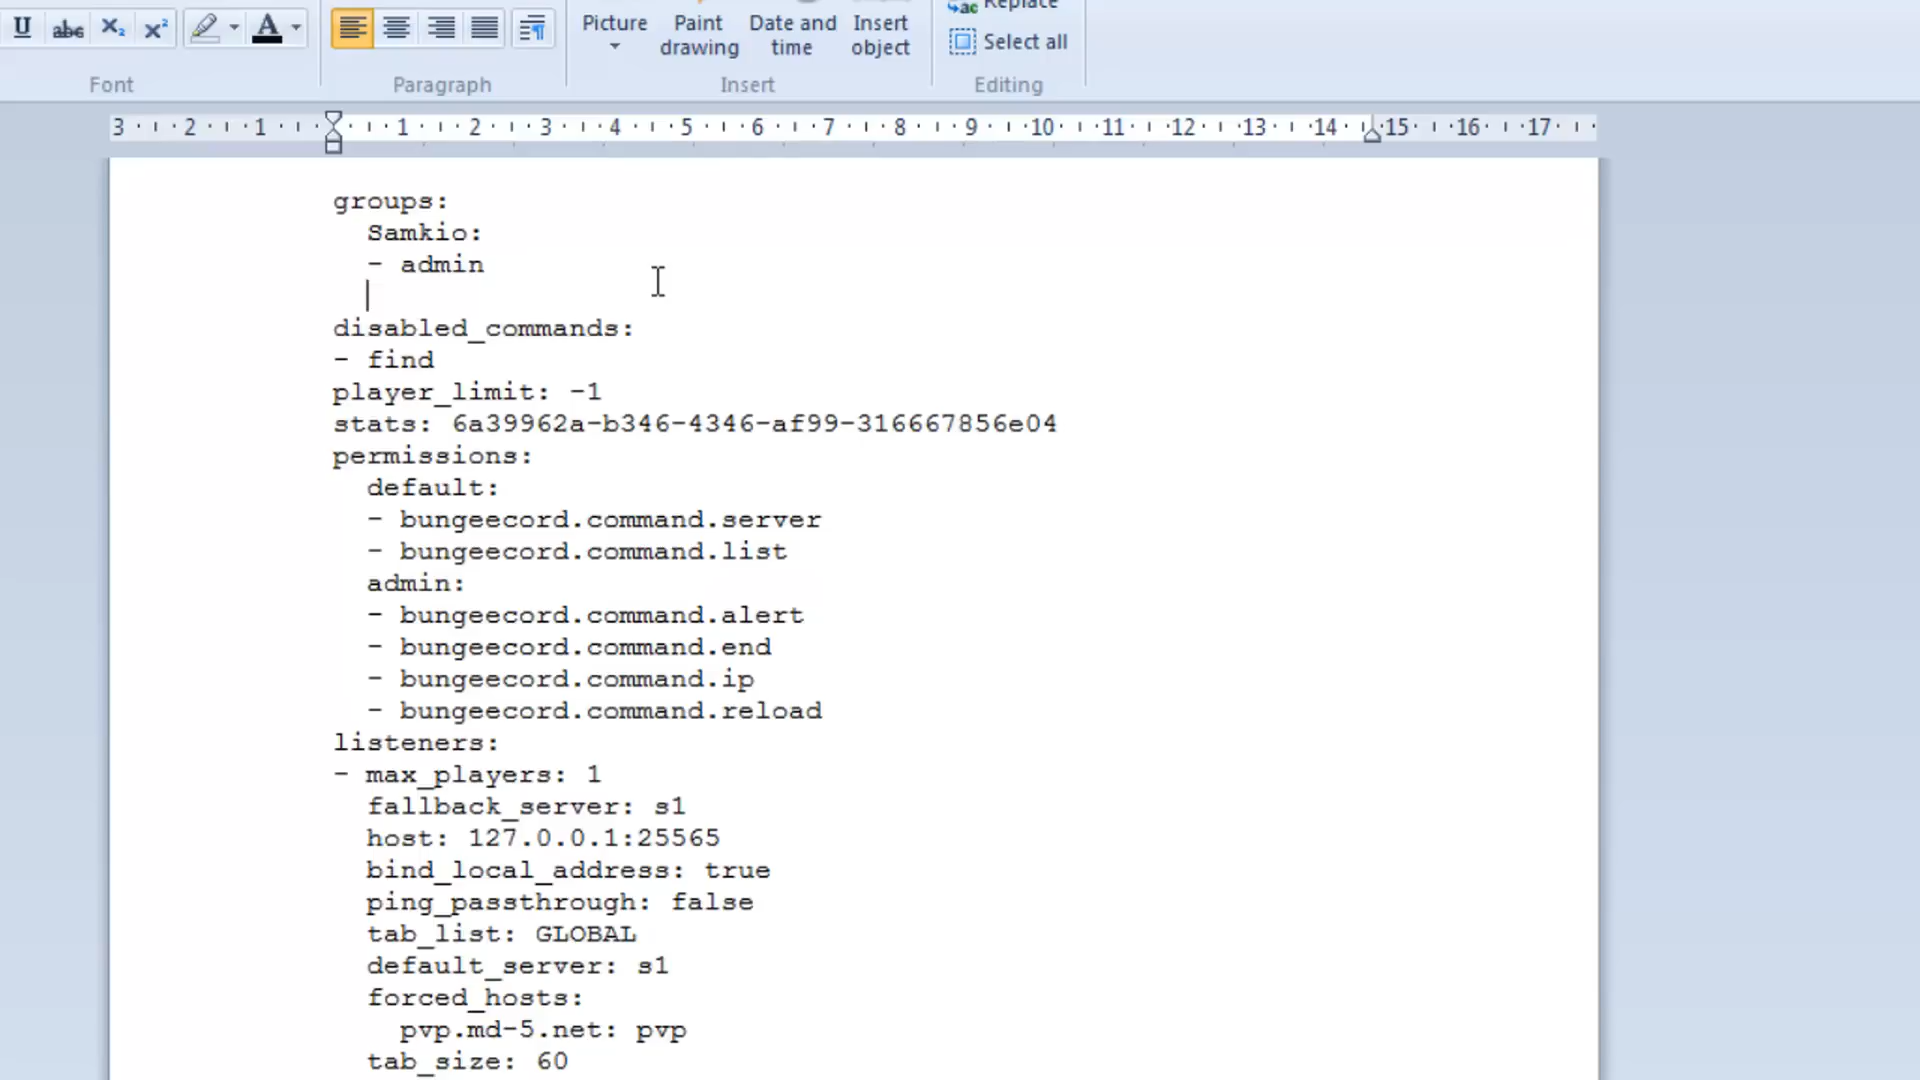 U abc X₂ x² A
Picture Paint Date and Insert
drawing time object
Replace
Select all
Font Paragraph Insert Editing
3 2 1 1 2 3 4 5 6 7 8 9 10 11 12 13 14 15 16 17
groups:
  Samkio:
  - admin
disabled_commands:
- find
player_limit: -1
stats: 6a39962a-b346-4346-af99-316667856e04
permissions:
  default:
  - bungeecord.command.server
  - bungeecord.command.list
  admin:
  - bungeecord.command.alert
  - bungeecord.command.end
  - bungeecord.command.ip
  - bungeecord.command.reload
listeners:
- max_players: 1
  fallback_server: s1
  host: 127.0.0.1:25565
  bind_local_address: true
  ping_passthrough: false
  tab_list: GLOBAL
  default_server: s1
  forced_hosts:
    pvp.md-5.net: pvp
  tab_size: 60